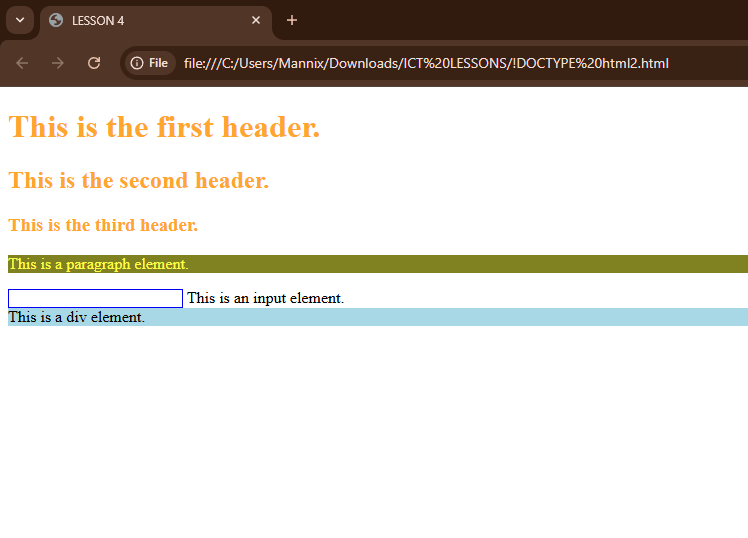 LESSON 4
File file:///C:/Users/Mannix/Downloads/ICT%20LESSONS/!DOCTYPE%20html2.html
This is the first header.
This is the second header.
This is the third header.
This is a paragraph element.
This is an input element.
This is a div element.